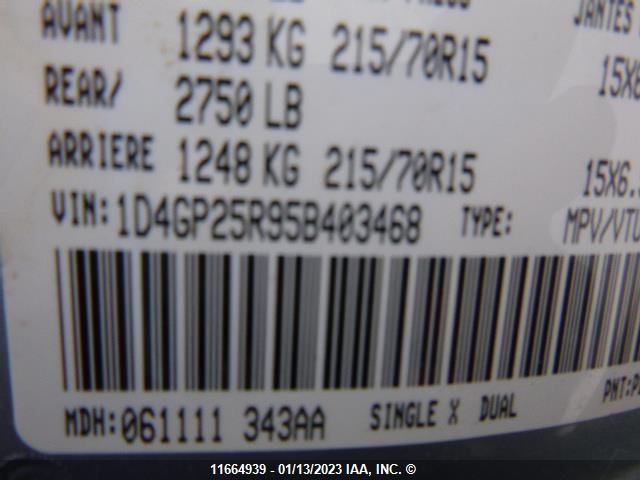 AVANT 1293 KG 215/70R15 15X6
REAR/ 2750 LB
ARRIERE 1248 KG 215/70R15 15X6.
VIN: 1D4GP25R95B403468 TYPE: MPV/VTU
MDH: 061111 343AA SINGLE X DUAL PNT:P
11664939 - 01/13/2023 IAA, INC.